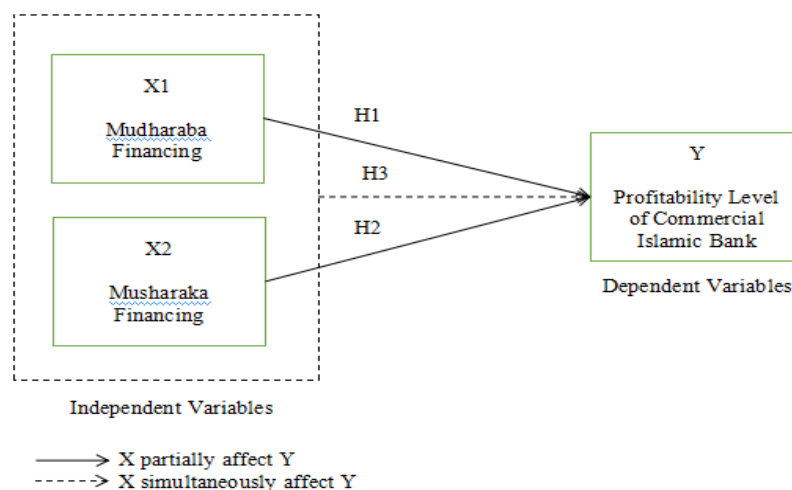 X1
Mudharaba
Financing
H1
H3
H2
X2
Musharaka
Financing
Y
Profitability Level
of Commercial
Islamic Bank
Dependent Variables
Independent Variables
X partially affect Y
X simultaneously affect Y